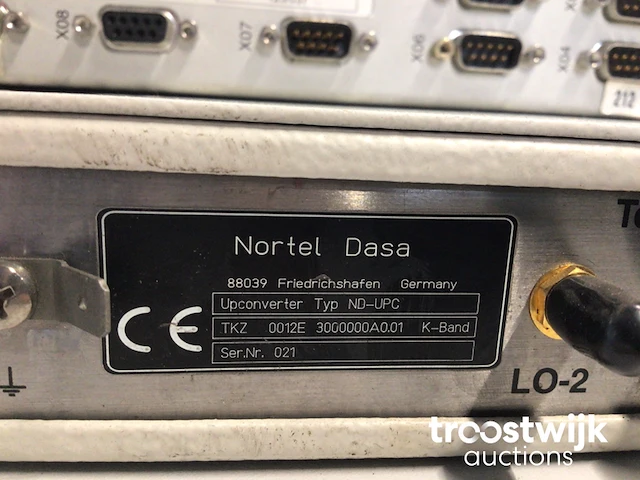 X08
X07
X06
X04
212
Nortel Dasa
88039 Friedrichshafen Germany
Upconverter Typ ND-UPC
TKZ 0012E 3000000A0.01 K-Band
Ser.Nr. 021
CE
LO-2
troostwijk
auctions